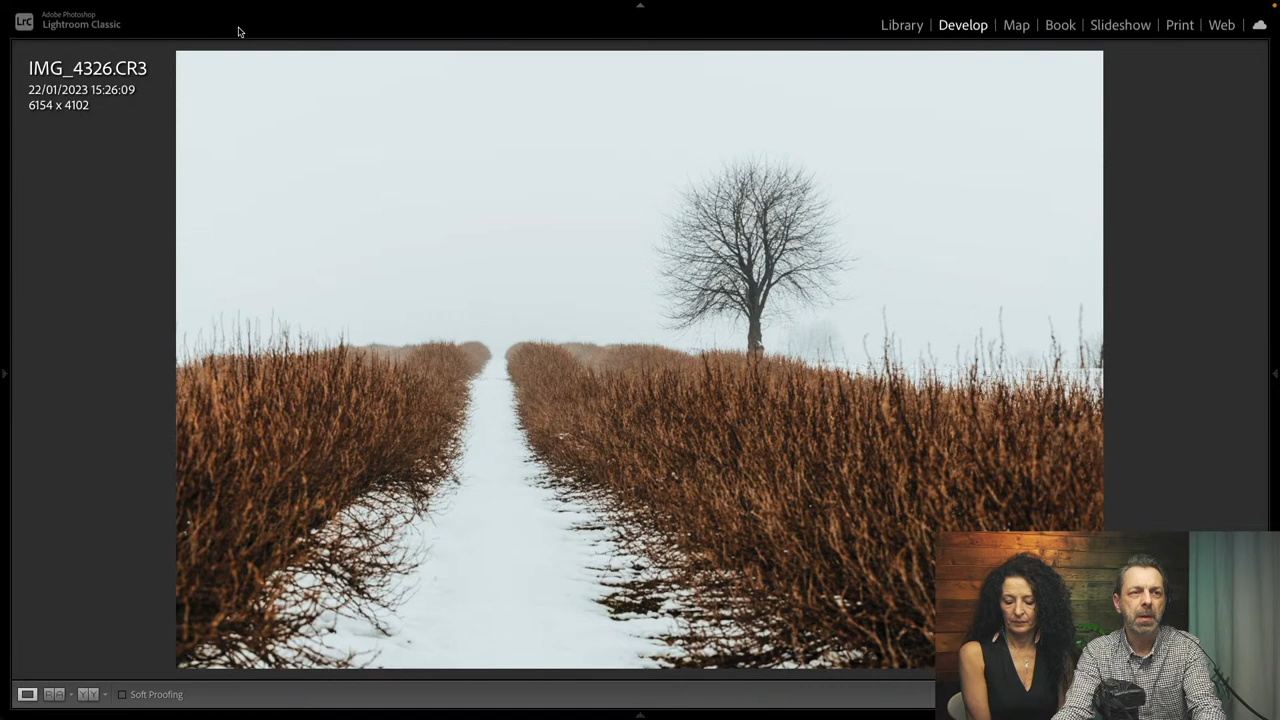 LrC
Adobe Photoshop
Lightroom Classic
Library | Develop | Map | Book | Slideshow | Print | Web
IMG_4326.CR3
22/01/2023 15:26:09
6154 x 4102
R A
Y Y
Soft Proofing